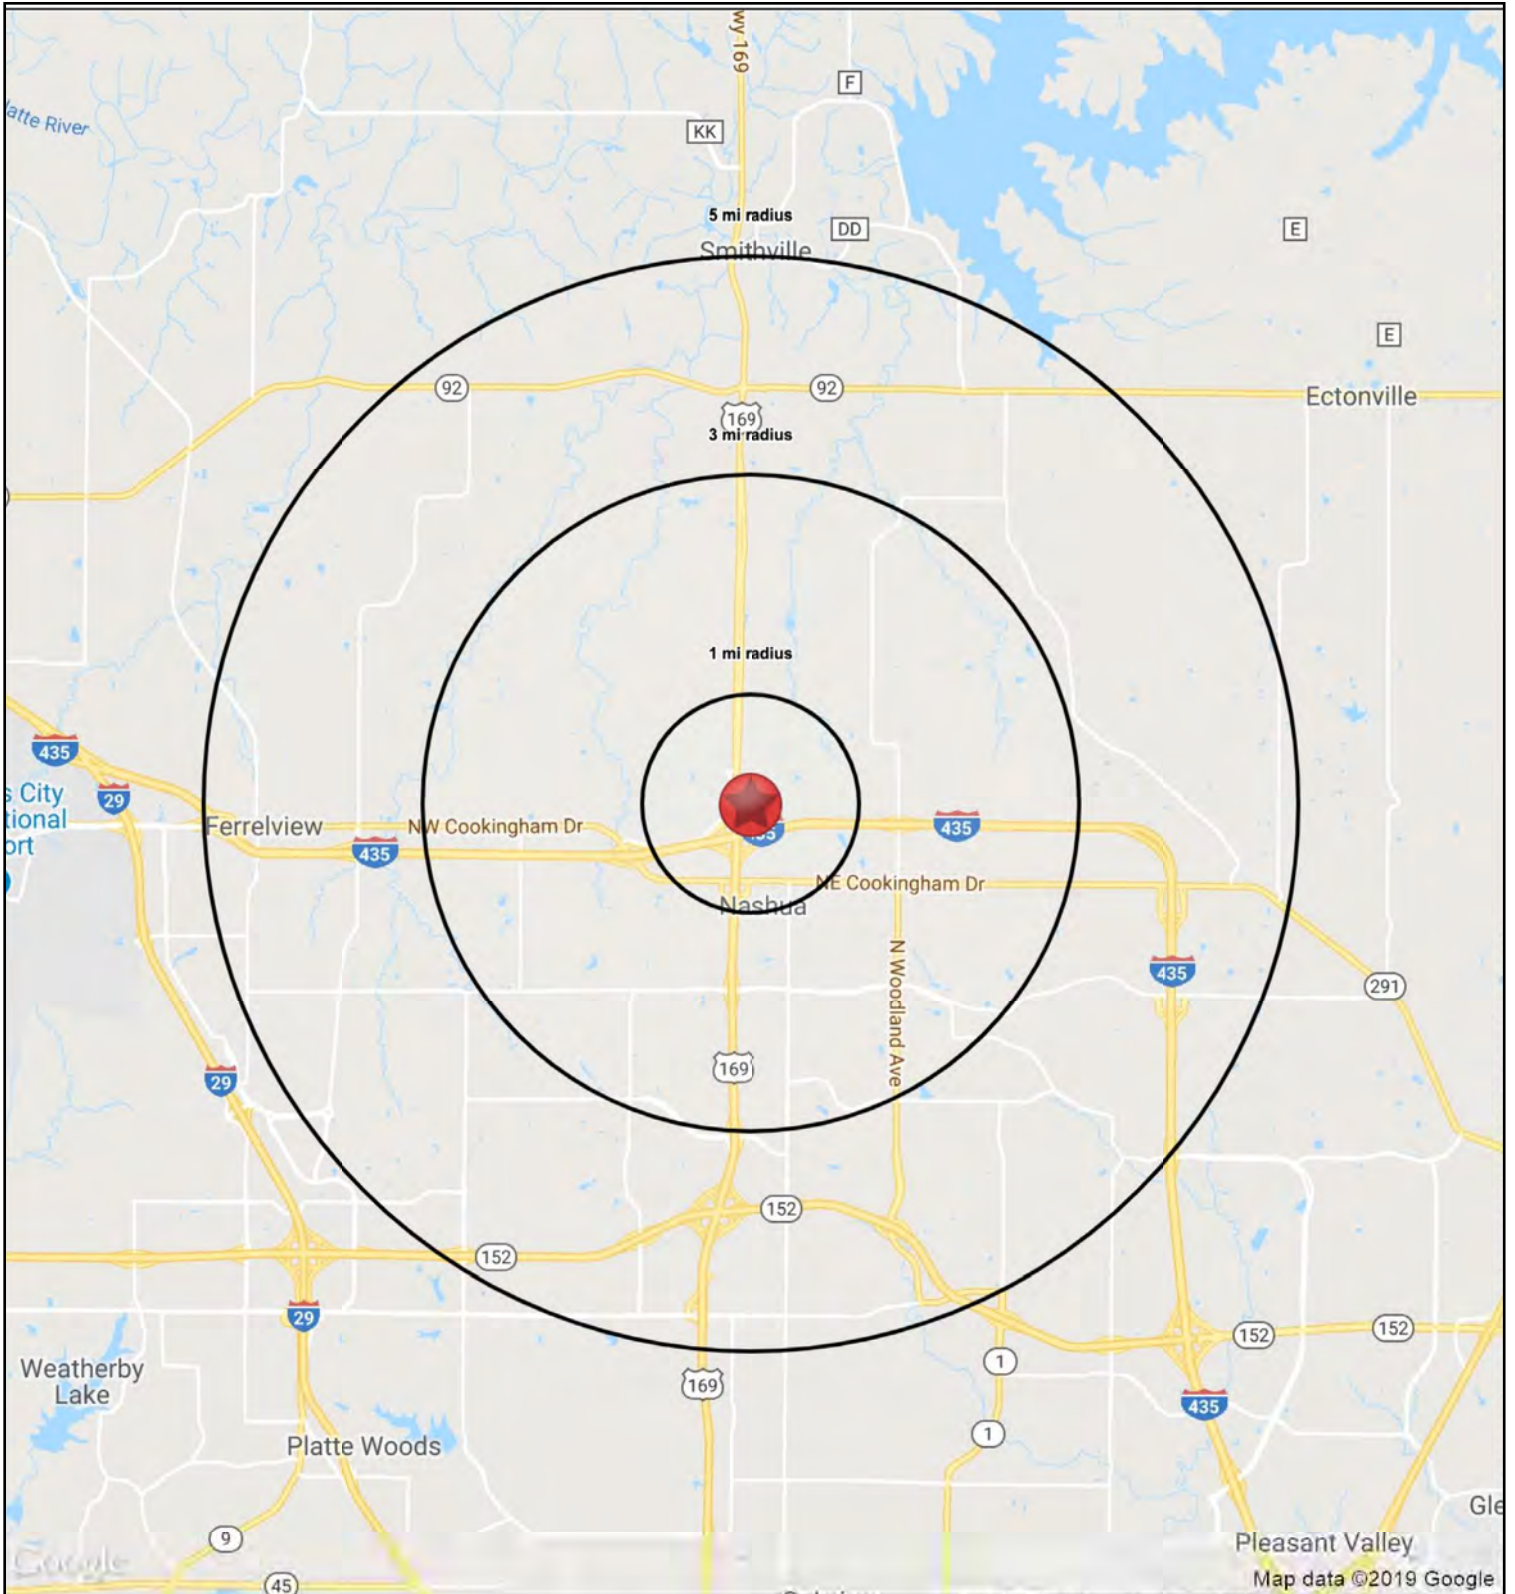 wy 169
F
latte River
KK
5 mi radius
DD
E
Smithville
E
92
92
Ectonville
169
3 mi radius
1 mi radius
435
29
s City
tional
ort
Ferrelview
NW Cookingham Dr
435
435
NE Cookingham Dr
Nashua
N Woodland Ave
435
291
169
29
152
152
29
152
152
1
Weatherby
Lake
169
435
1
Platte Woods
Gle
9
Pleasant Valley
Google
Map data ©2019 Google
45